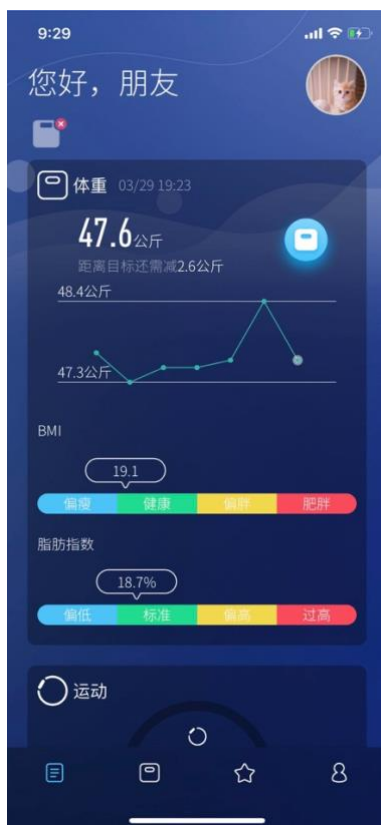 9:29
您好，朋友
体重 03/29 19:23
47.6公斤
距离目标还需减2.6公斤
48.4公斤
47.3公斤
BMI
19.1
偏瘦 健康 偏胖 肥胖
脂肪指数
18.7%
偏低 标准 偏高 过高
运动